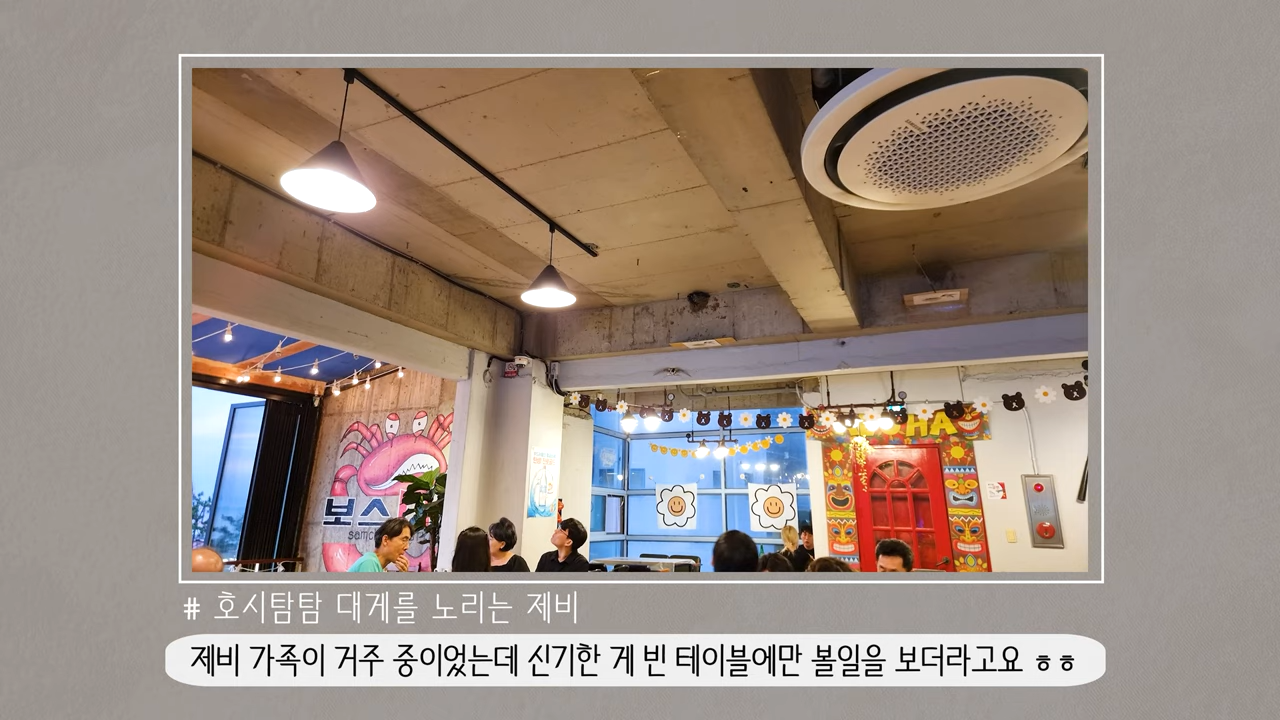 보스
samc
HA
# 호시탐탐 대게를 노리는 제비
제비 가족이 거주 중이었는데 신기한 게 빈 테이블에만 볼일을 보더라고요 ㅎㅎ